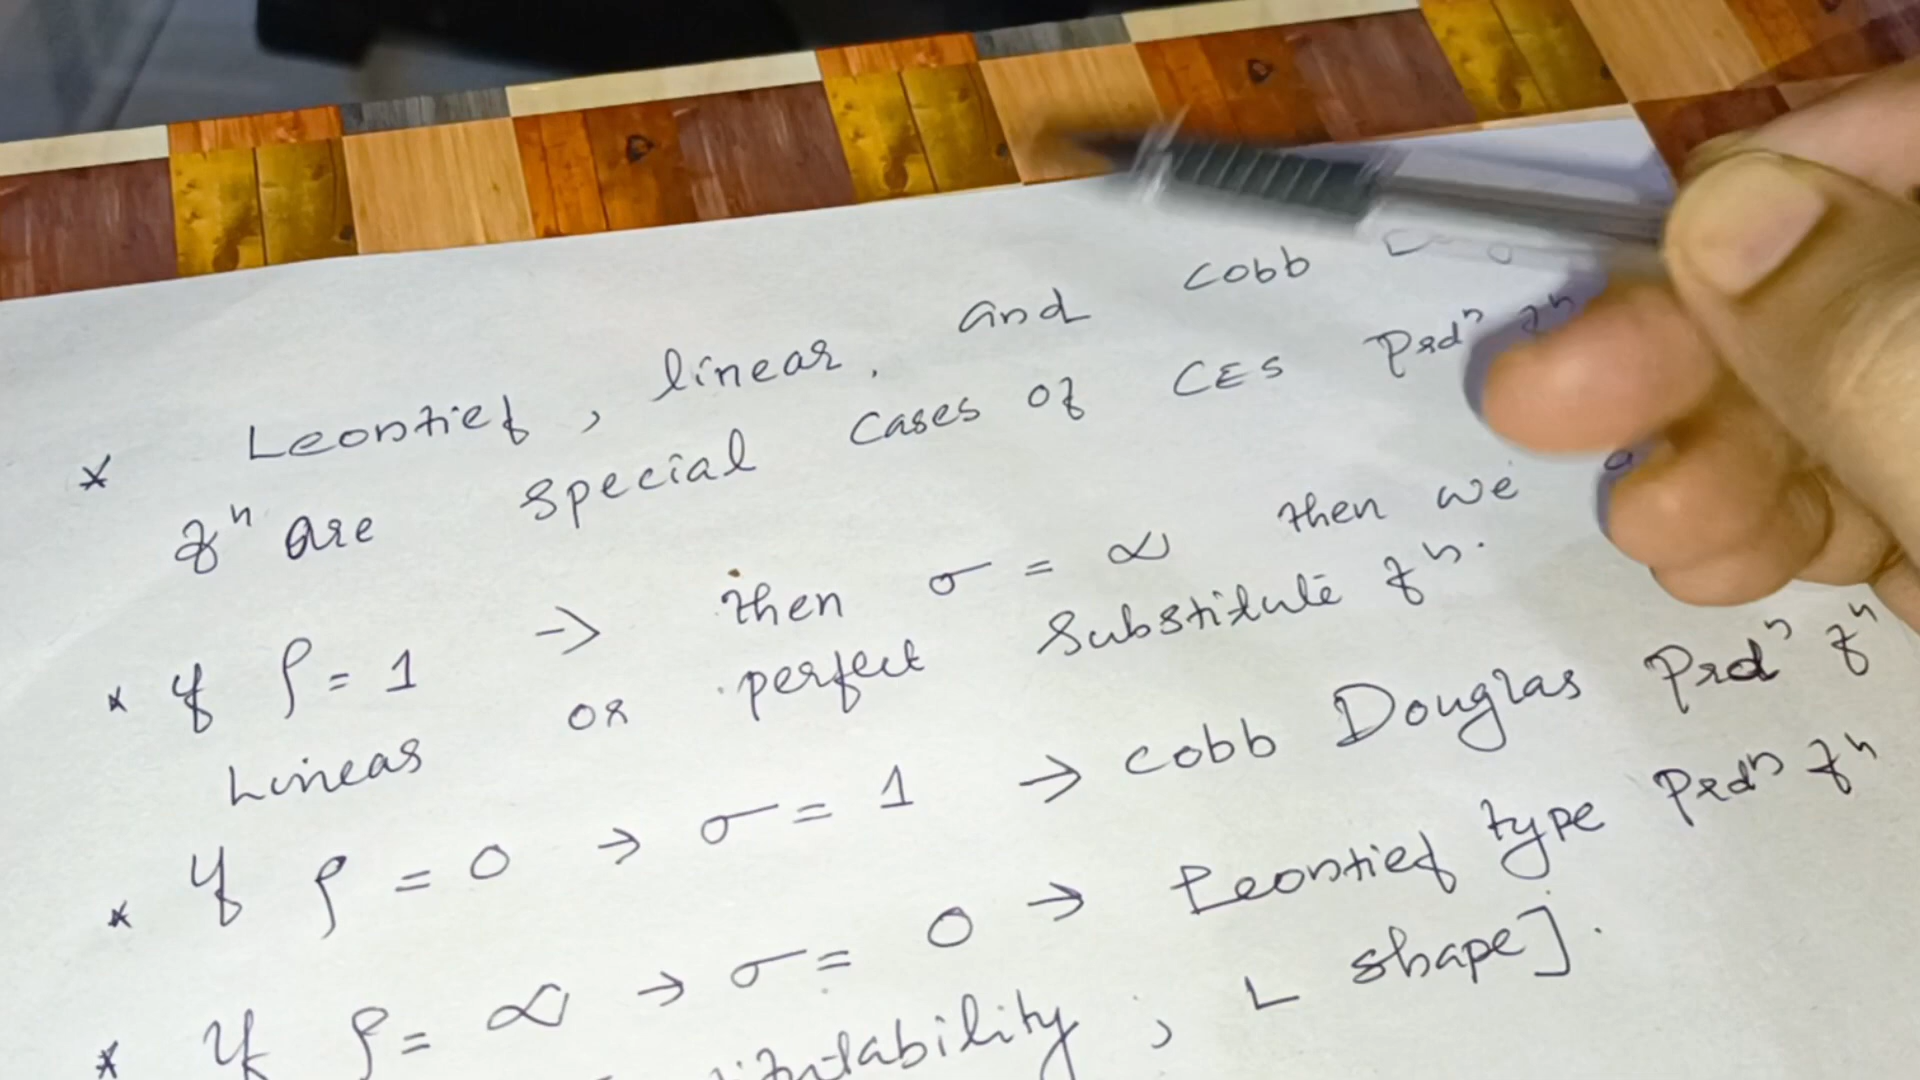 * Leontief, linear, and cobb
fⁿ are special cases of CES Prdⁿ fⁿ
* If ρ = 1 → then σ = ∞ then we
Linear or perfect Substitute fⁿ.
* If ρ = 0 → σ = 1 → cobb Douglas Prdⁿ fⁿ
* If ρ = ∞ → σ = 0 → Leontief type Prdⁿ fⁿ
, L shape].